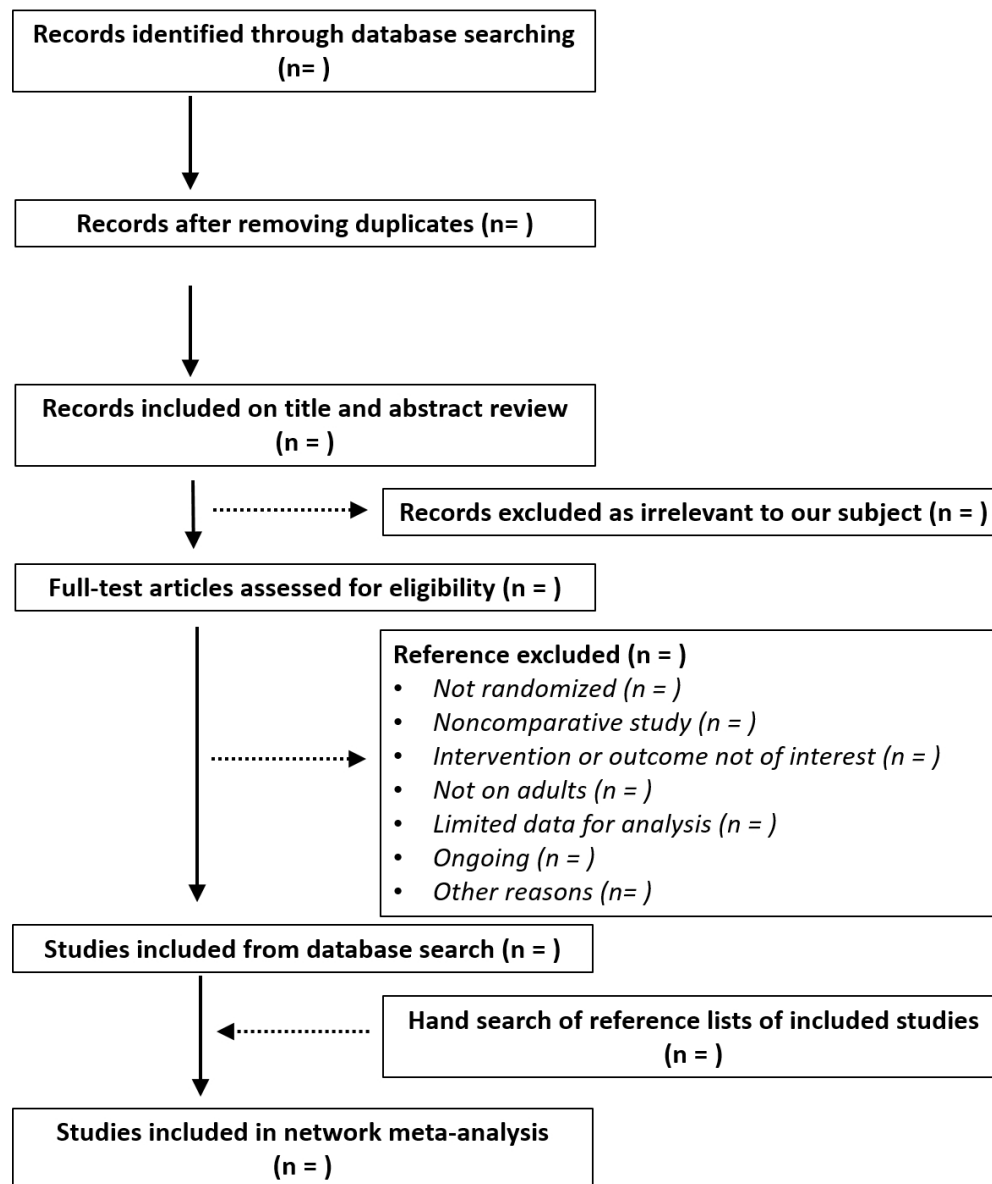 Records identified through database searching
(n= )
Records after removing duplicates (n= )
Records included on title and abstract review
(n = )
Records excluded as irrelevant to our subject (n = )
Full-test articles assessed for eligibility (n = )
Reference excluded (n = )
• Not randomized (n = )
• Noncomparative study (n = )
• Intervention or outcome not of interest (n = )
• Not on adults (n = )
• Limited data for analysis (n = )
• Ongoing (n = )
• Other reasons (n= )
Studies included from database search (n = )
Hand search of reference lists of included studies
(n = )
Studies included in network meta-analysis
(n = )